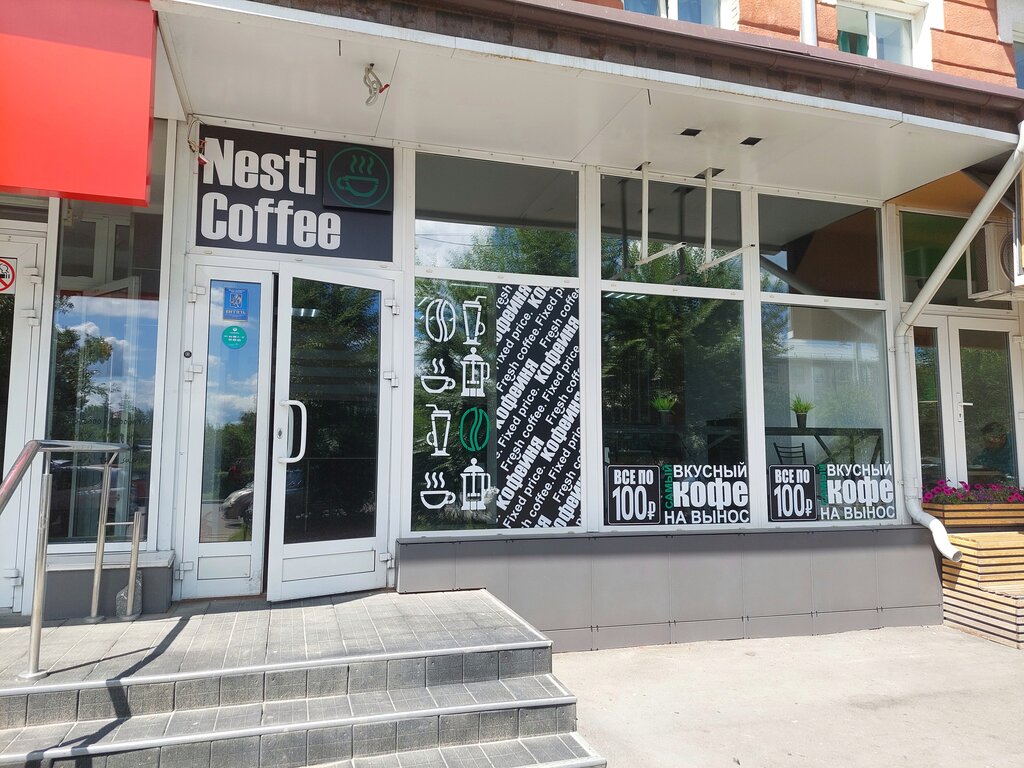 Nesti
Coffee
Кофейня Fresh coffee. Fixed price.
ВСЕ ПО
100₽
САМЫЙ
ВКУСНЫЙ
кофе
НА ВЫНОС
ВСЕ ПО
100₽
САМЫЙ
ВКУСНЫЙ
кофе
НА ВЫНОС